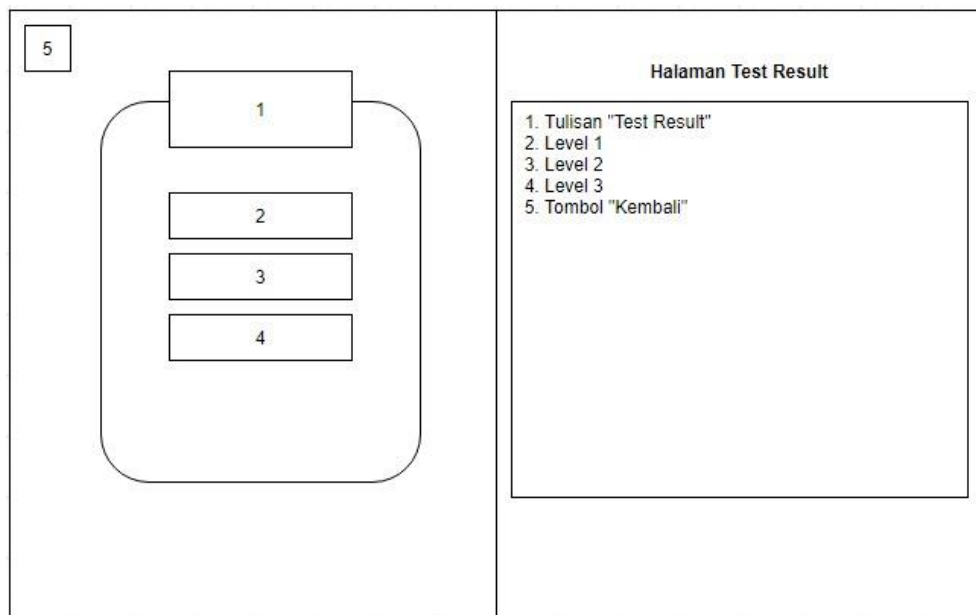 5
1
2
3
4
Halaman Test Result
1. Tulisan "Test Result"
2. Level 1
3. Level 2
4. Level 3
5. Tombol "Kembali"